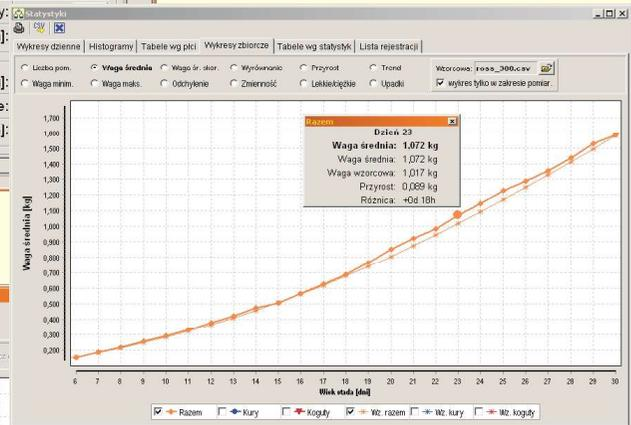 Statystyki
CSV
Wykresy dzienne Histogramy Tabele wg płci Wykresy zbiorcze Tabele wg statystyk Lista rejestracji
Liczba pom. Waga średnia Waga śr. skor. Wyrównanie Przyrost Trend
Waga minim. Waga maks. Odchylenie Zmienność Lekkie/ciężkie Upadki
Wzorcowa: ross_308.csv
wykres tylko w zakresie pomiar.
Razem
Dzień 23
Waga średnia: 1,072 kg
Waga średnia: 1,072 kg
Waga wzorcowa: 1,017 kg
Przyrost: 0,089 kg
Różnica: +0d 18h
Waga średnia [kg]
1,700
1,600
1,500
1,400
1,300
1,200
1,100
1,000
0,900
0,800
0,700
0,600
0,500
0,400
0,300
0,200
6 7 8 9 10 11 12 13 14 15 16 17 18 19 20 21 22 23 24 25 26 27 28 29 30
Wiek stada [dni]
Razem Kury Koguty Wz. razem Wz. kury Wz. koguty